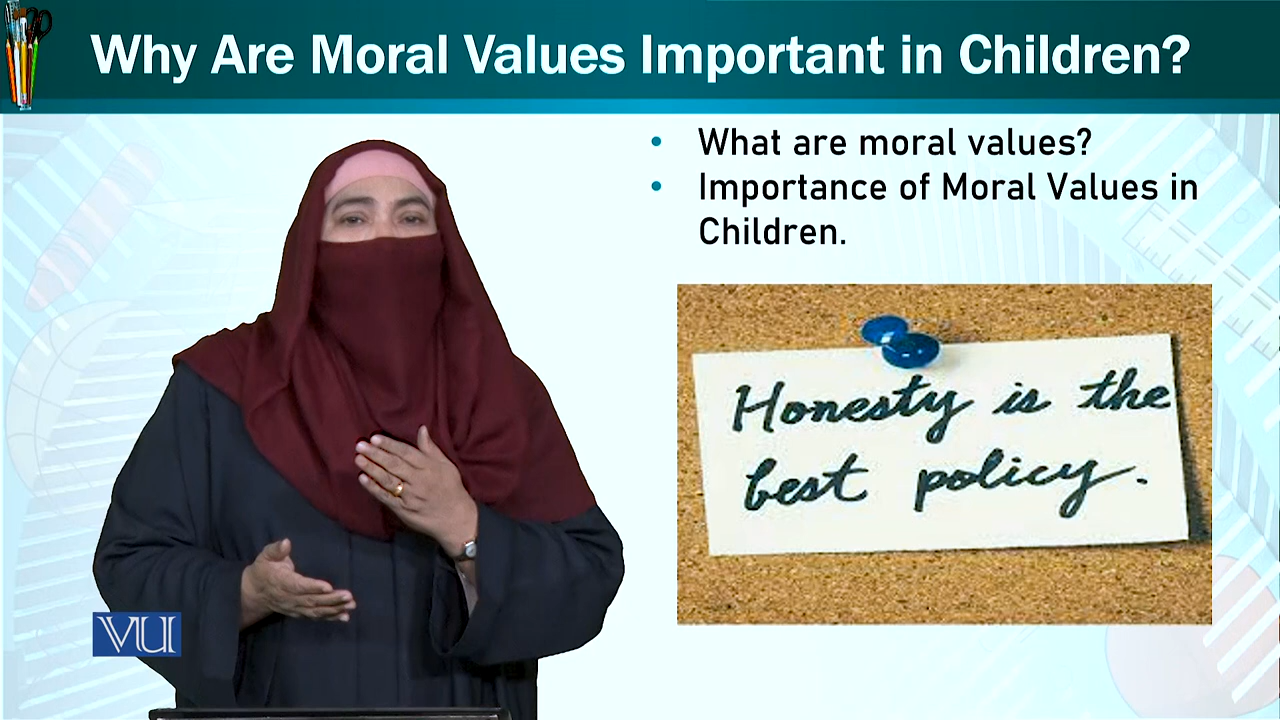 Why Are Moral Values Important in Children?
• What are moral values?
• Importance of Moral Values in
Children.
Honesty is the
best policy.
VU